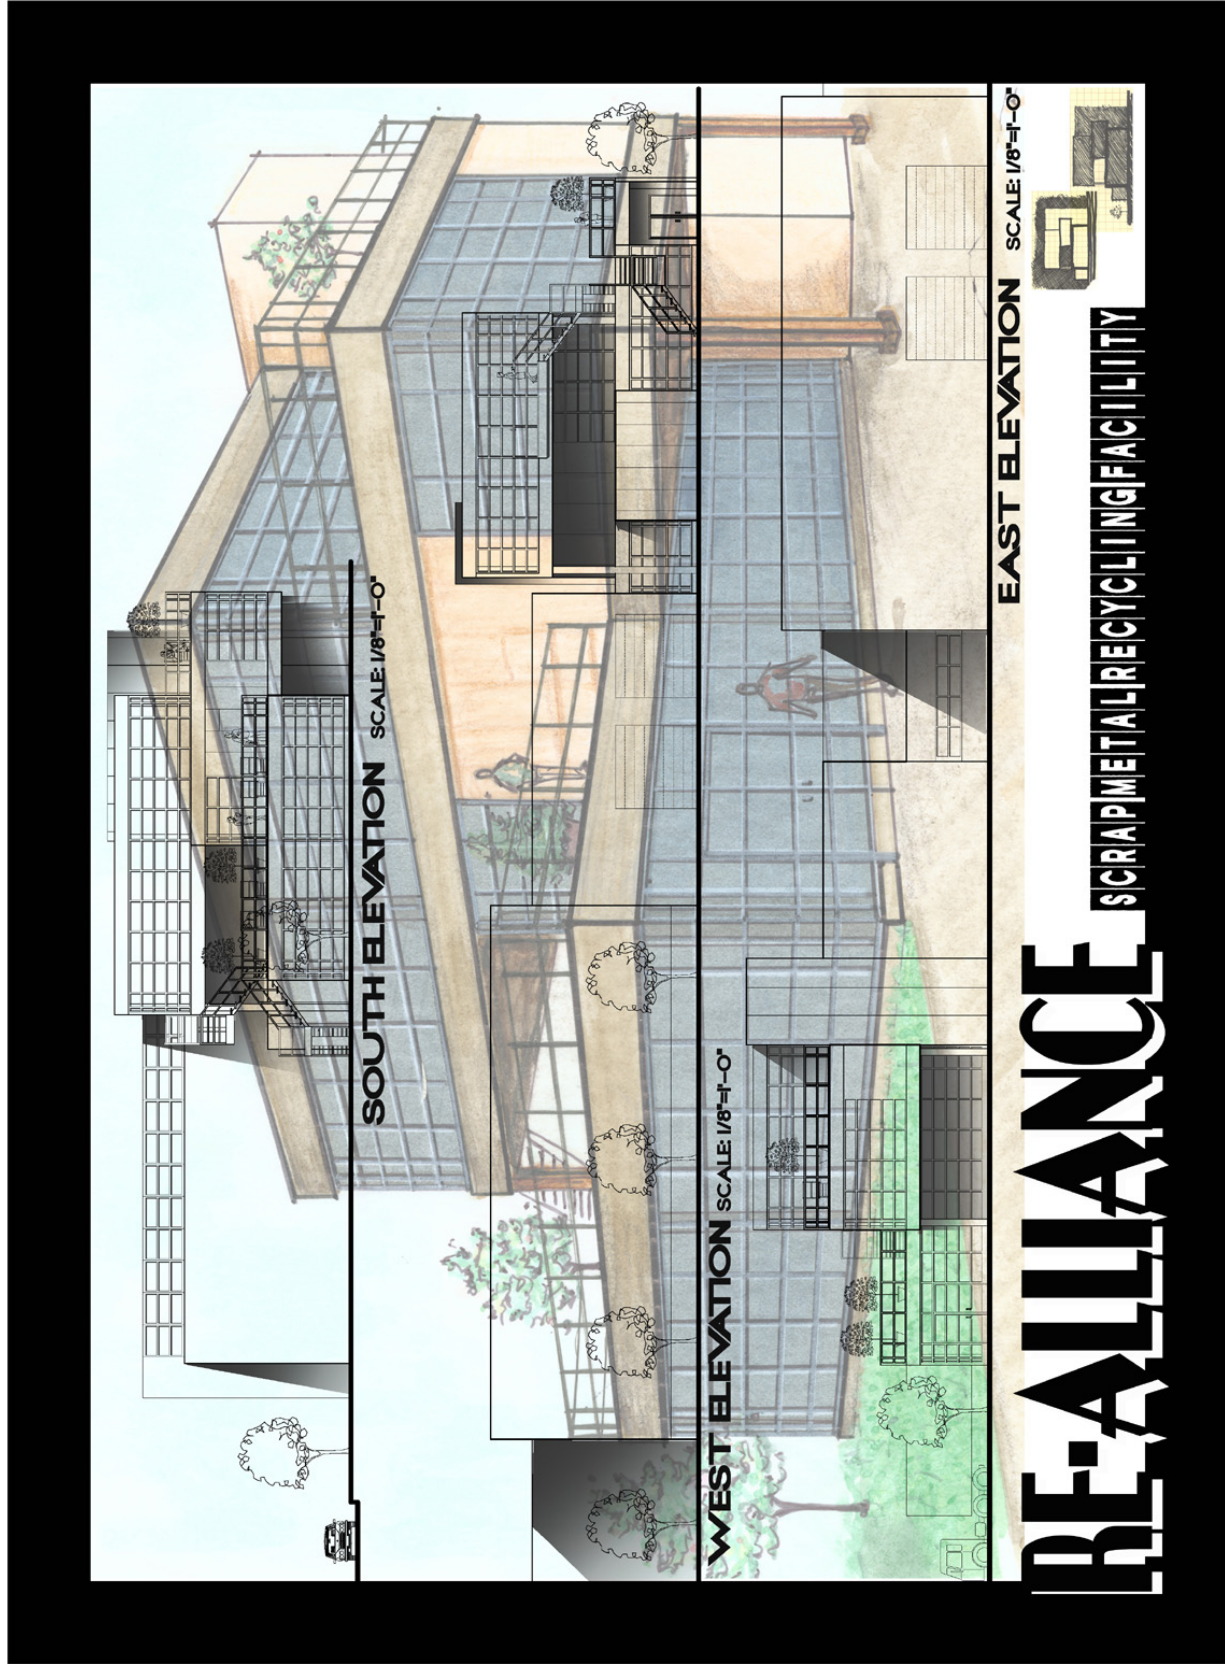 SOUTH ELEVATION SCALE: 1/8"=1'-0"
WEST ELEVATION SCALE: 1/8"=1'-0"
EAST ELEVATION SCALE: 1/8"=1'-0"
RE-ALLIANCE SCRAPMETALRECYCLINGFACILITY